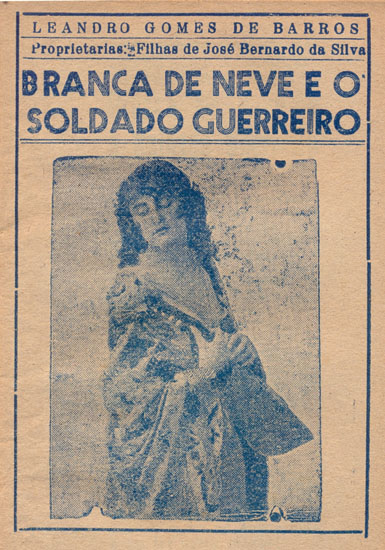 LEANDRO GOMES DE BARROS
Proprietarias: Filhas de José Bernardo da Silva
BRANCA DE NEVE E O
SOLDADO GUERREIRO